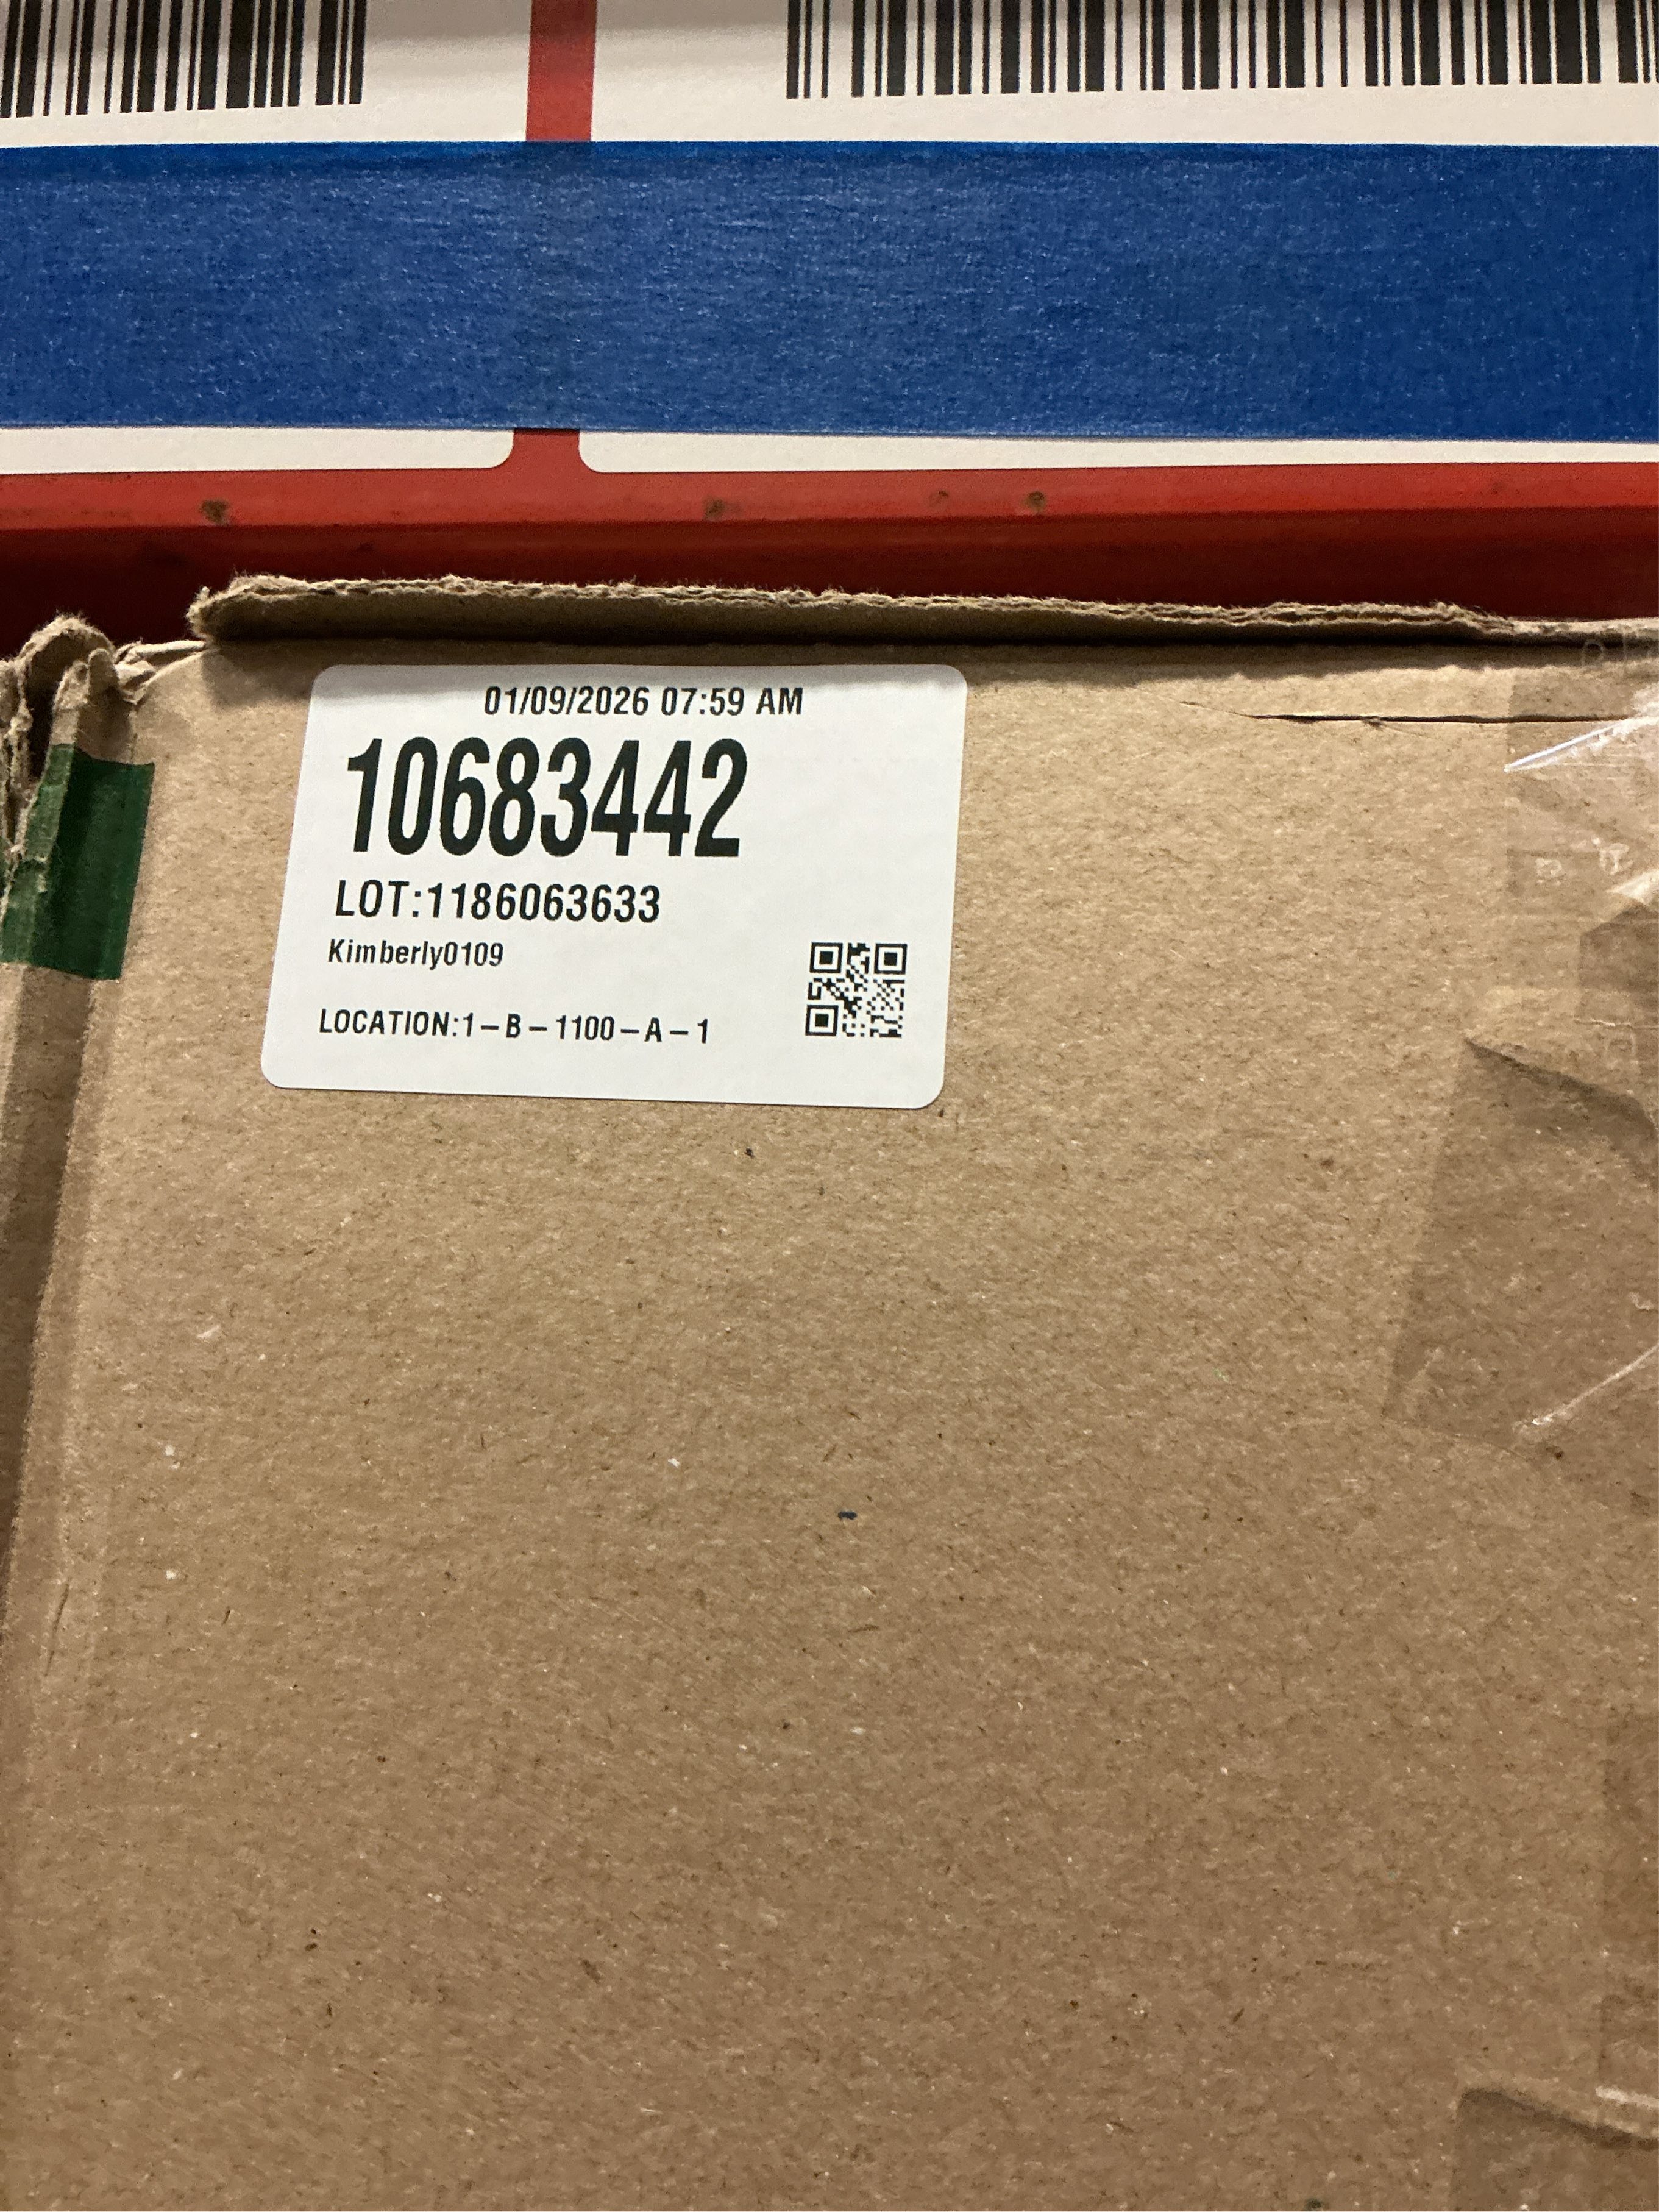 01/09/2026 07:59 AM
10683442
LOT:1186063633
Kimberly0109
LOCATION:1-B-1100-A-1